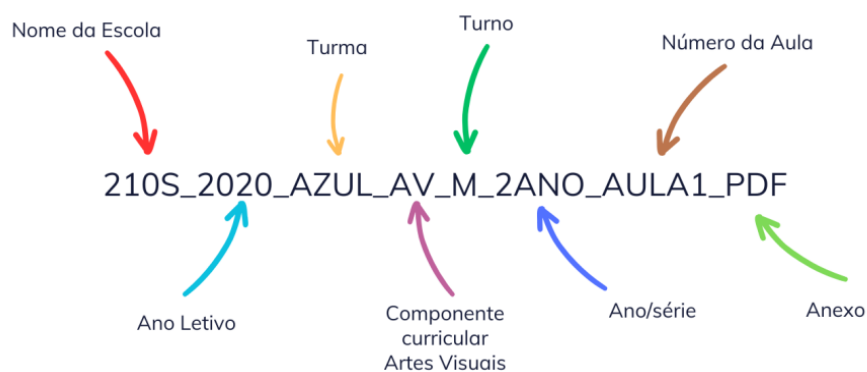 Nome da Escola
Turma
Turno
Número da Aula
210S_2020_AZUL_AV_M_2ANO_AULA1_PDF
Ano Letivo
Componente
curricular
Artes Visuais
Ano/série
Anexo